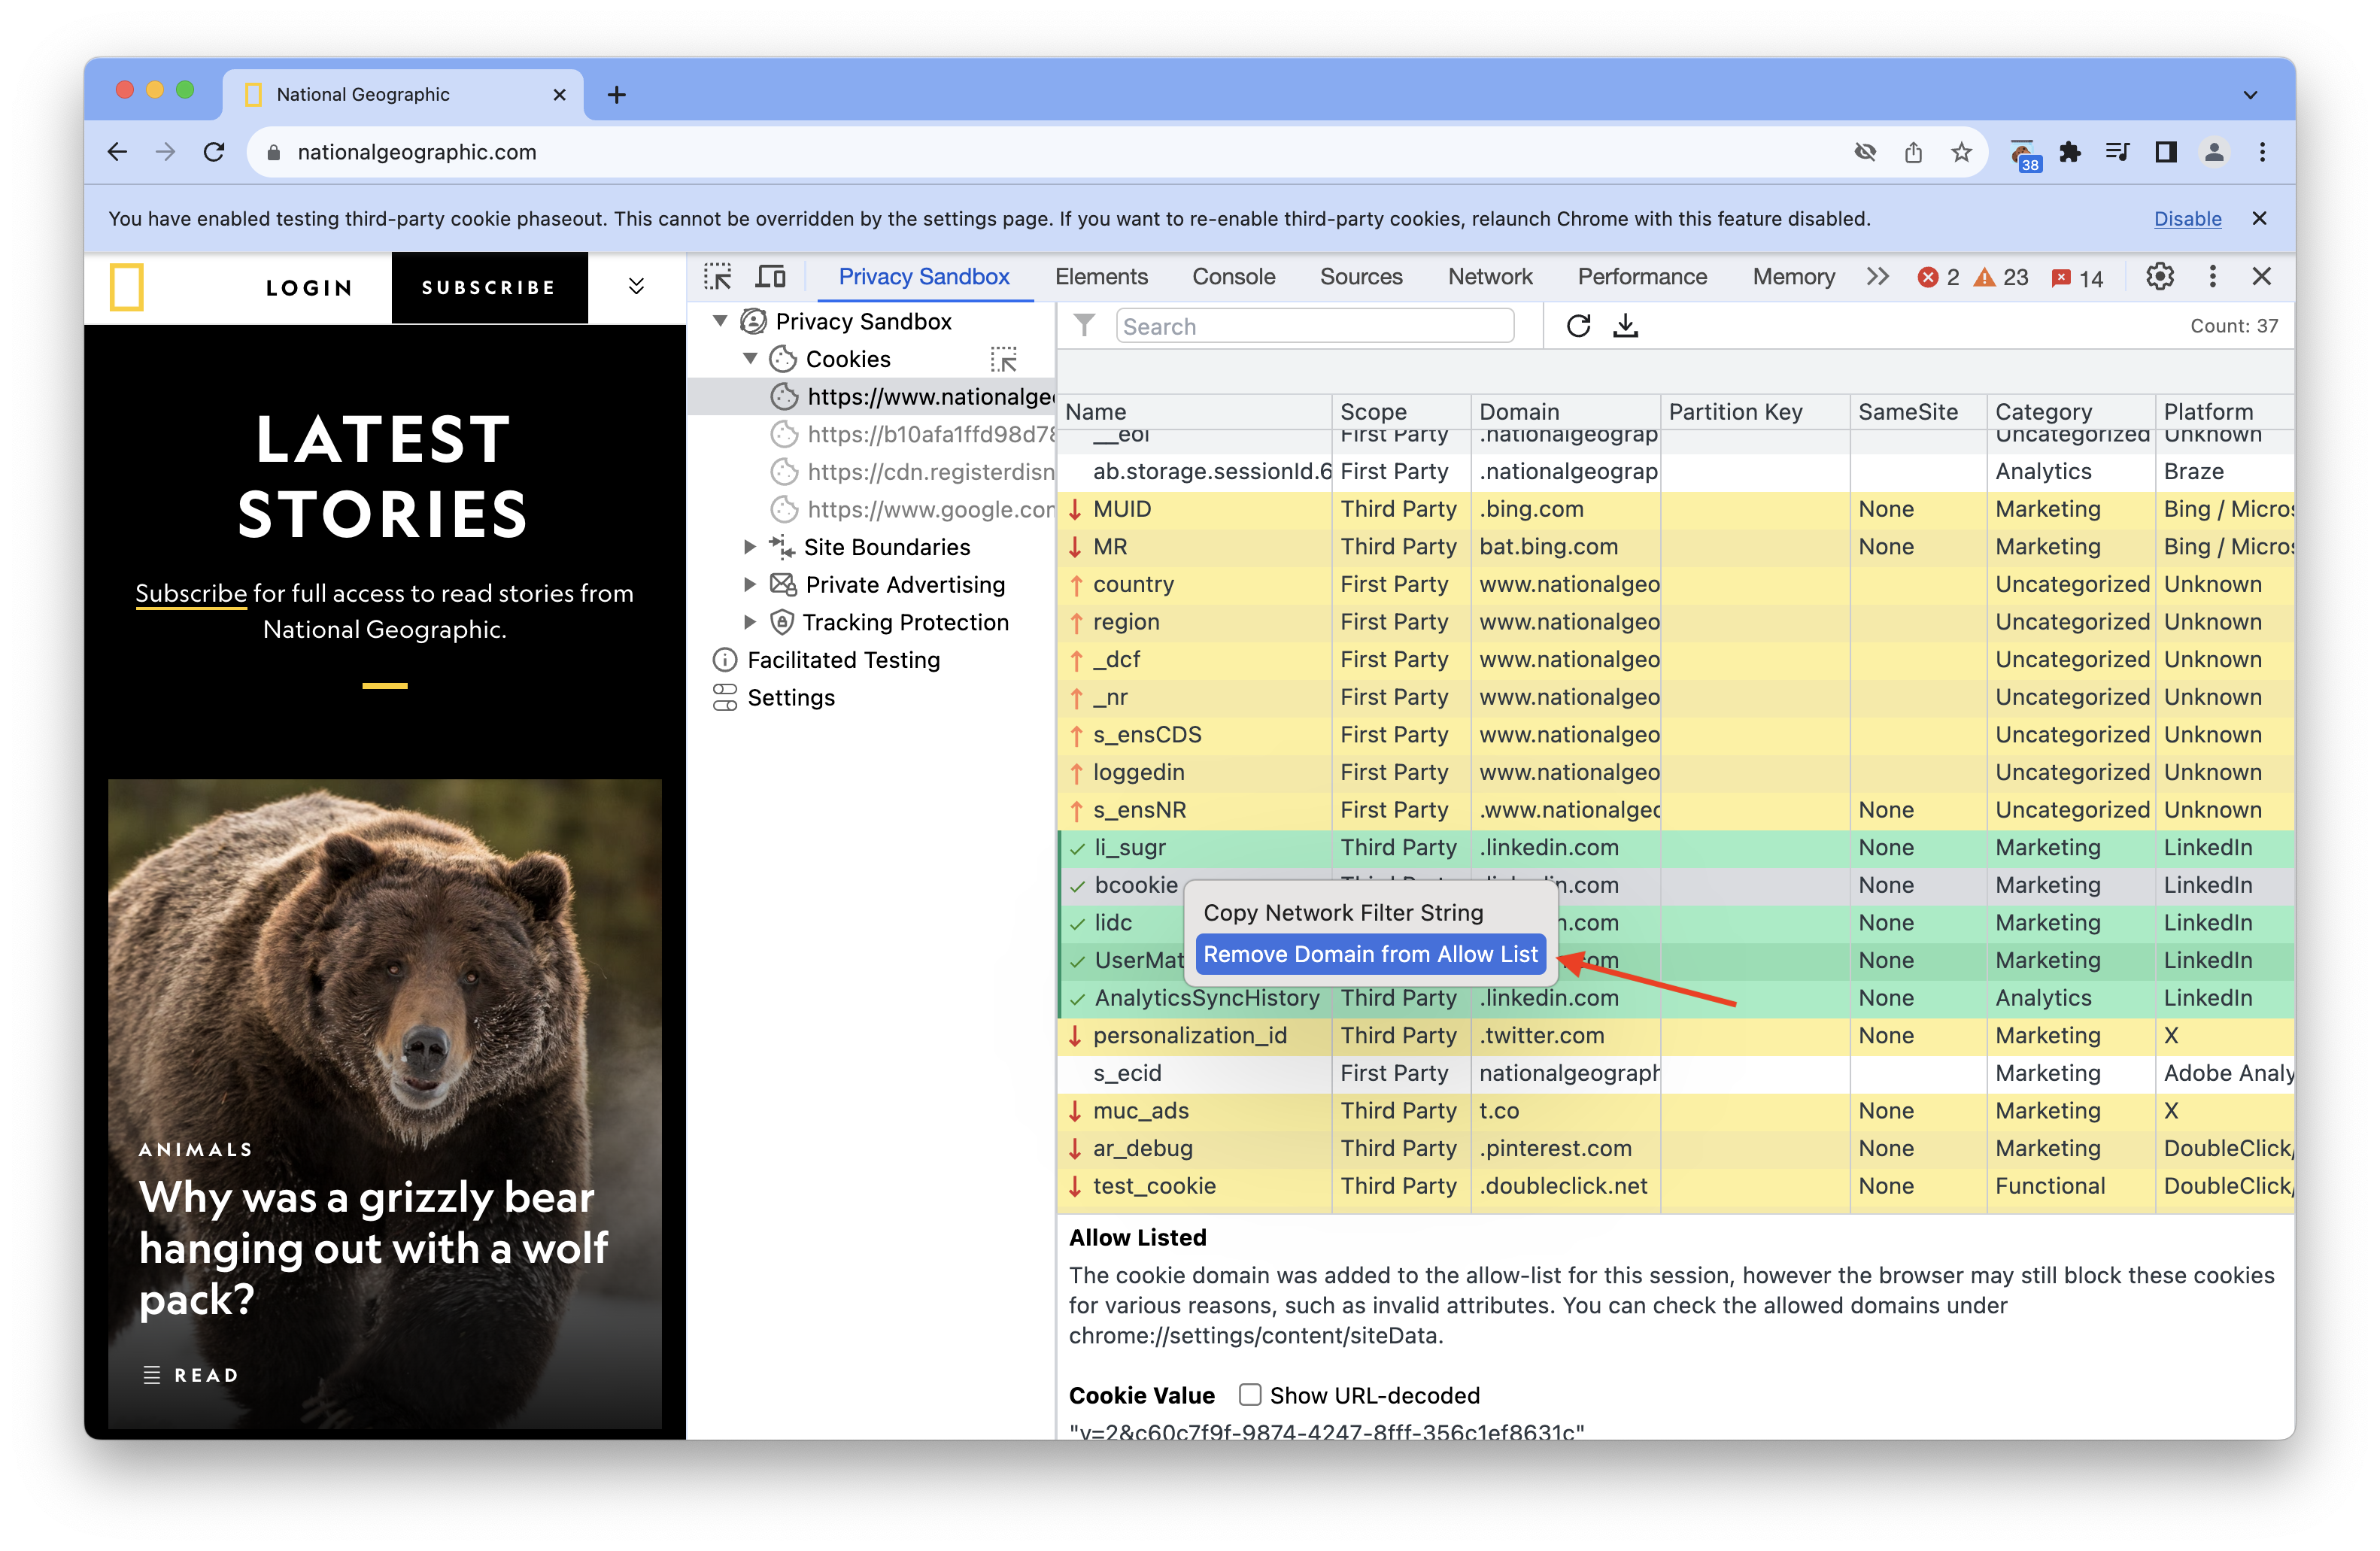 National Geographic
nationalgeographic.com
38
You have enabled testing third-party cookie phaseout. This cannot be overridden by the settings page. If you want to re-enable third-party cookies, relaunch Chrome with this feature disabled. Disable
LOGIN SUBSCRIBE
LATEST
STORIES
Subscribe for full access to read stories from
National Geographic.
ANIMALS
Why was a grizzly bear
hanging out with a wolf
pack?
READ
Privacy Sandbox Elements Console Sources Network Performance Memory 2 23 14
Privacy Sandbox
Cookies
https://www.nationalge
https://b10afa1ffd98d78
https://cdn.registerdisn
https://www.google.cor
Site Boundaries
Private Advertising
Tracking Protection
Facilitated Testing
Settings
Search Count: 37
Name Scope Domain Partition Key SameSite Category Platform
__eoi First Party .nationalgeograp Uncategorized Unknown
ab.storage.sessionId.6 First Party .nationalgeograp Analytics Braze
MUID Third Party .bing.com None Marketing Bing / Micros
MR Third Party bat.bing.com None Marketing Bing / Micros
country First Party www.nationalgeo Uncategorized Unknown
region First Party www.nationalgeo Uncategorized Unknown
_dcf First Party www.nationalgeo Uncategorized Unknown
_nr First Party www.nationalgeo Uncategorized Unknown
s_ensCDS First Party www.nationalgeo Uncategorized Unknown
loggedin First Party www.nationalgeo Uncategorized Unknown
s_ensNR First Party .www.nationalgeo None Uncategorized Unknown
li_sugr Third Party .linkedin.com None Marketing LinkedIn
bcookie n.com None Marketing LinkedIn
Copy Network Filter String
lidc n.com None Marketing LinkedIn
Remove Domain from Allow List
UserMat com None Marketing LinkedIn
AnalyticsSyncHistory Third Party .linkedin.com None Analytics LinkedIn
personalization_id Third Party .twitter.com None Marketing X
s_ecid First Party nationalgeograph Marketing Adobe Analy
muc_ads Third Party t.co None Marketing X
ar_debug Third Party .pinterest.com None Marketing DoubleClick/
test_cookie Third Party .doubleclick.net None Functional DoubleClick/
Allow Listed
The cookie domain was added to the allow-list for this session, however the browser may still block these cookies
for various reasons, such as invalid attributes. You can check the allowed domains under
chrome://settings/content/siteData.
Cookie Value Show URL-decoded
"v=2&c60c7f9f-9874-4247-8fff-356c1ef8631c"